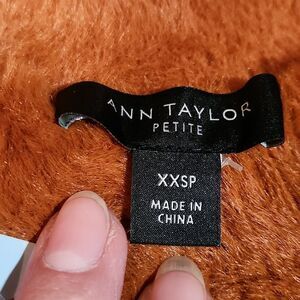 ANN TAYLOR
PETITE
XXSP
MADE IN
CHINA